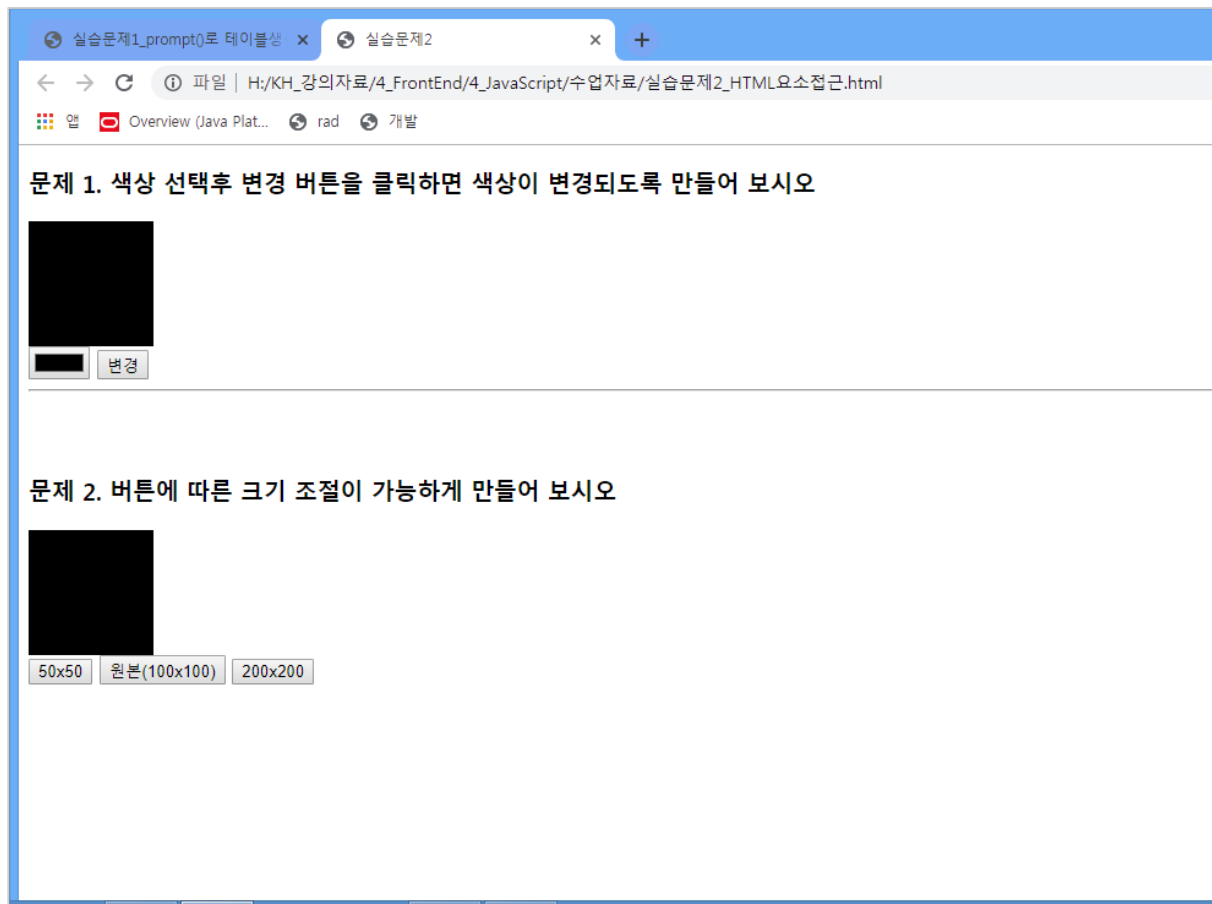 실습문제1_prompt()로 테이블생
실습문제2
파일 | H:/KH_강의자료/4_FrontEnd/4_JavaScript/수업자료/실습문제2_HTML요소접근.html
앱 Overview (Java Plat... rad 개발
문제 1. 색상 선택후 변경 버튼을 클릭하면 색상이 변경되도록 만들어 보시오
변경
문제 2. 버튼에 따른 크기 조절이 가능하게 만들어 보시오
50x50 원본(100x100) 200x200